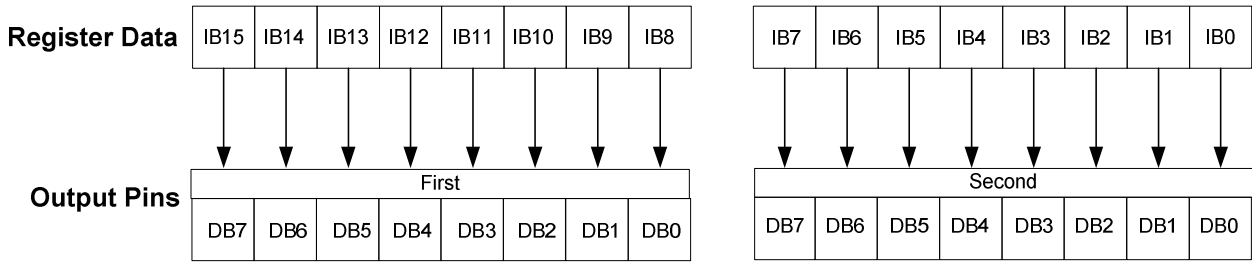 Register Data IB15 IB14 IB13 IB12 IB11 IB10 IB9 IB8 IB7 IB6 IB5 IB4 IB3 IB2 IB1 IB0
First Second
Output Pins
DB7 DB6 DB5 DB4 DB3 DB2 DB1 DB0 DB7 DB6 DB5 DB4 DB3 DB2 DB1 DB0